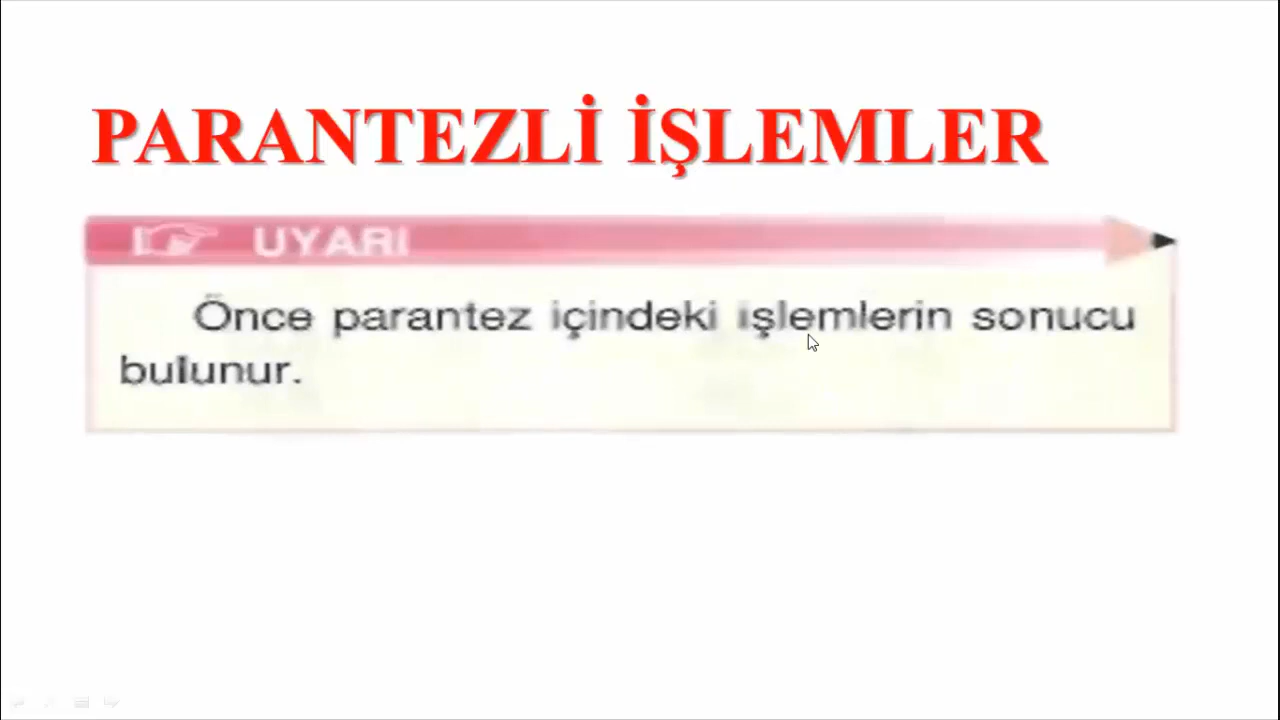 PARANTEZLİ İŞLEMLER
UYARI
Önce parantez içindeki işlemlerin sonucu
bulunur.